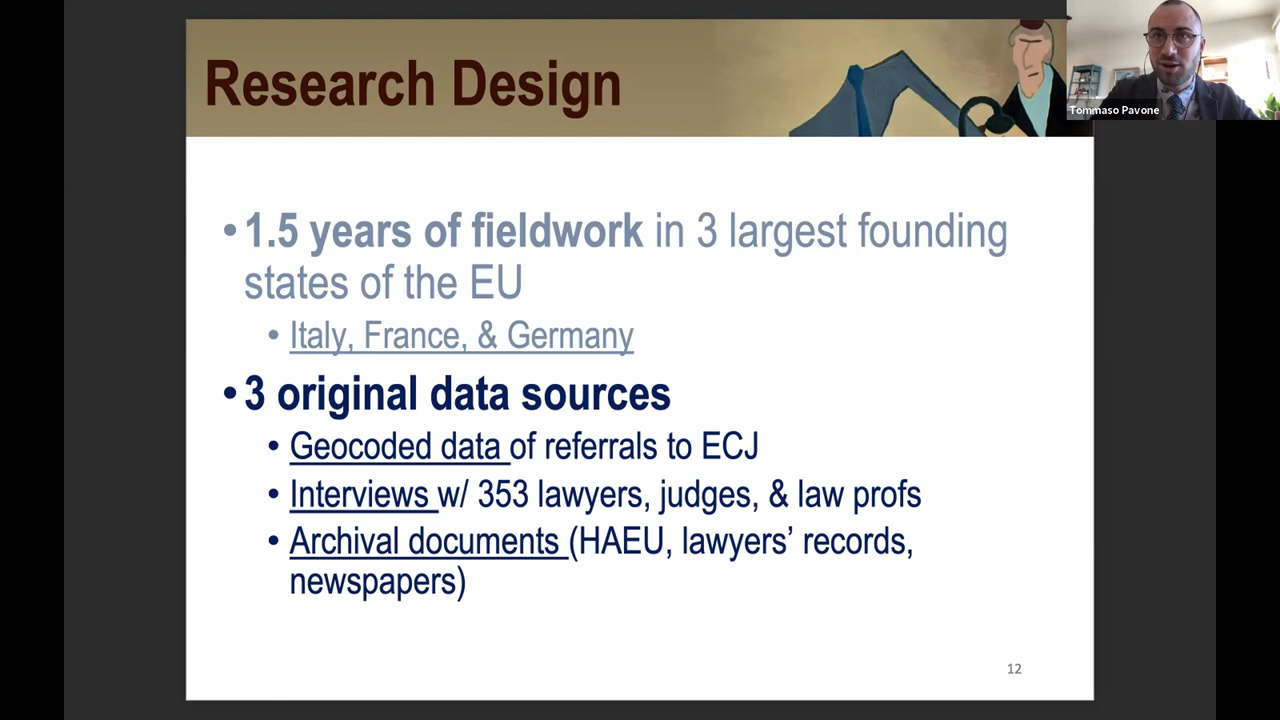 Research Design
Tommaso Pavone
• 1.5 years of fieldwork in 3 largest founding
states of the EU
• Italy, France, & Germany
• 3 original data sources
• Geocoded data of referrals to ECJ
• Interviews w/ 353 lawyers, judges, & law profs
• Archival documents (HAEU, lawyers’ records,
newspapers)
12